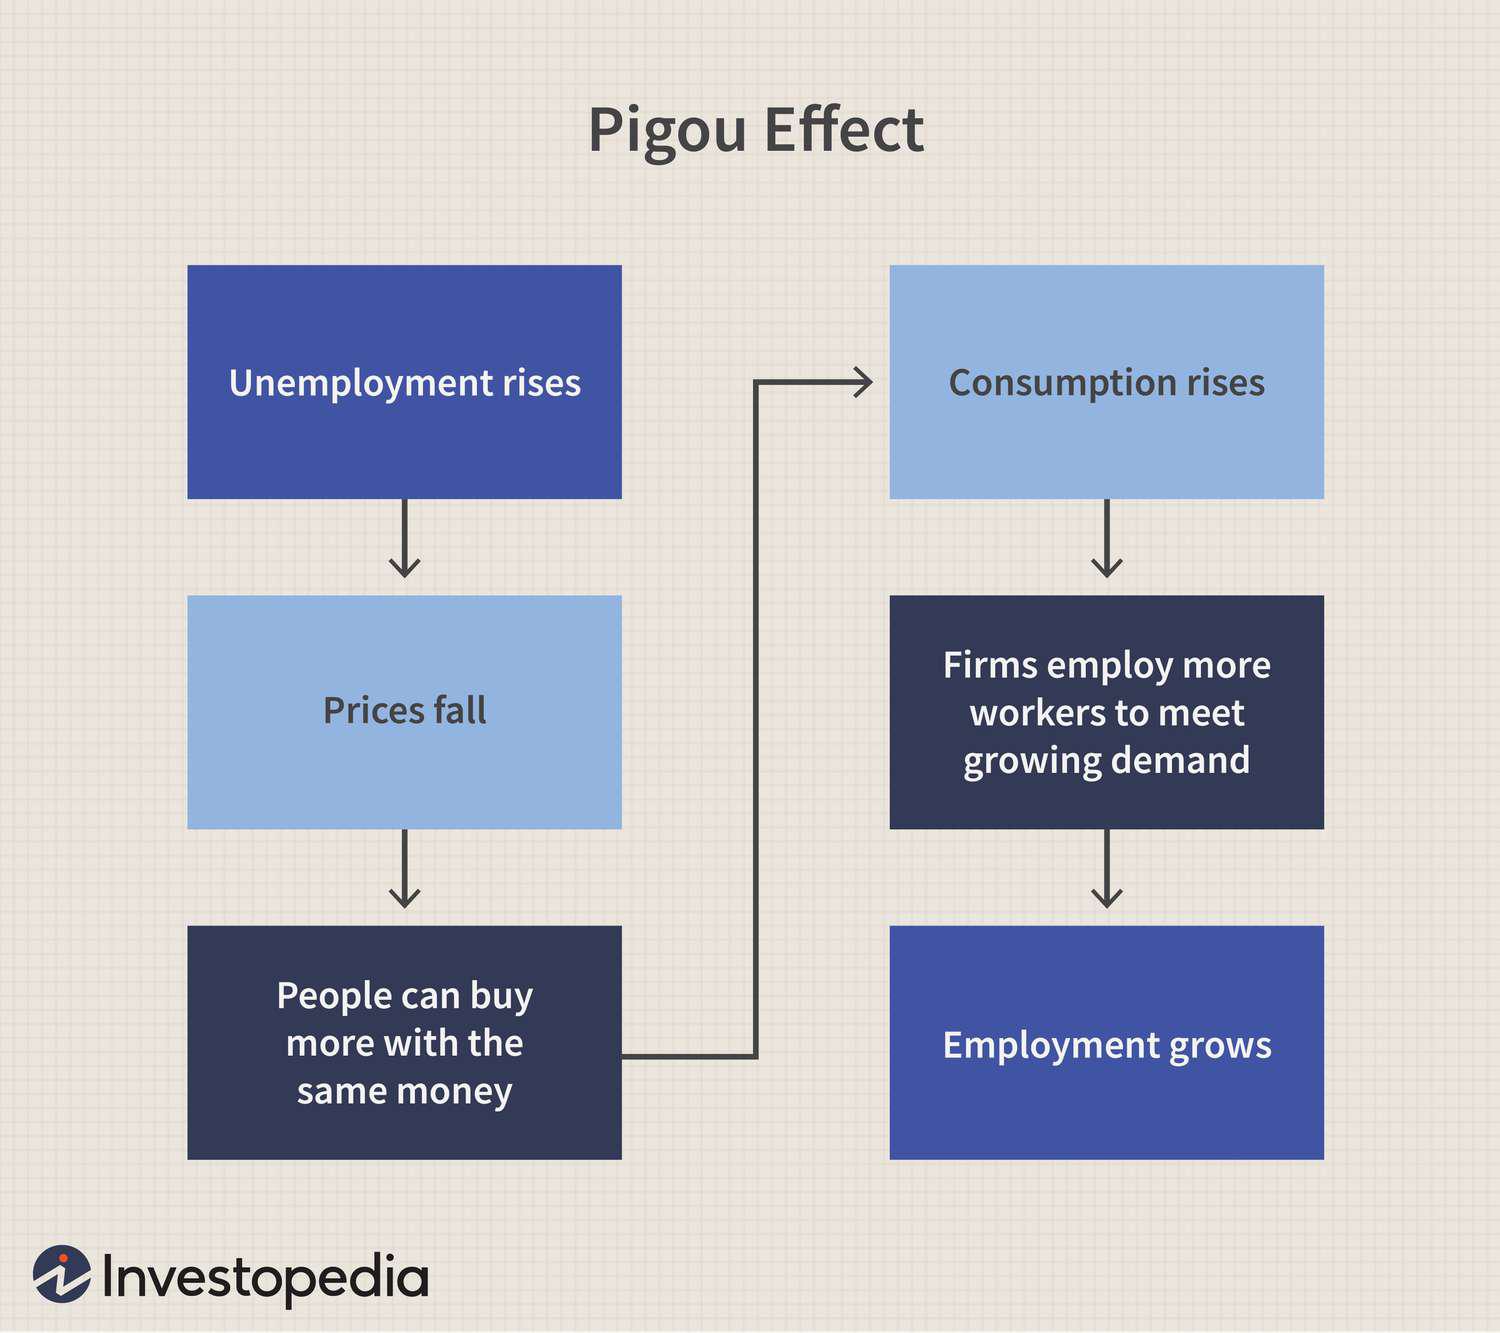 Pigou Effect
Unemployment rises
Prices fall
People can buy
more with the
same money
Consumption rises
Firms employ more
workers to meet
growing demand
Employment grows
Investopedia